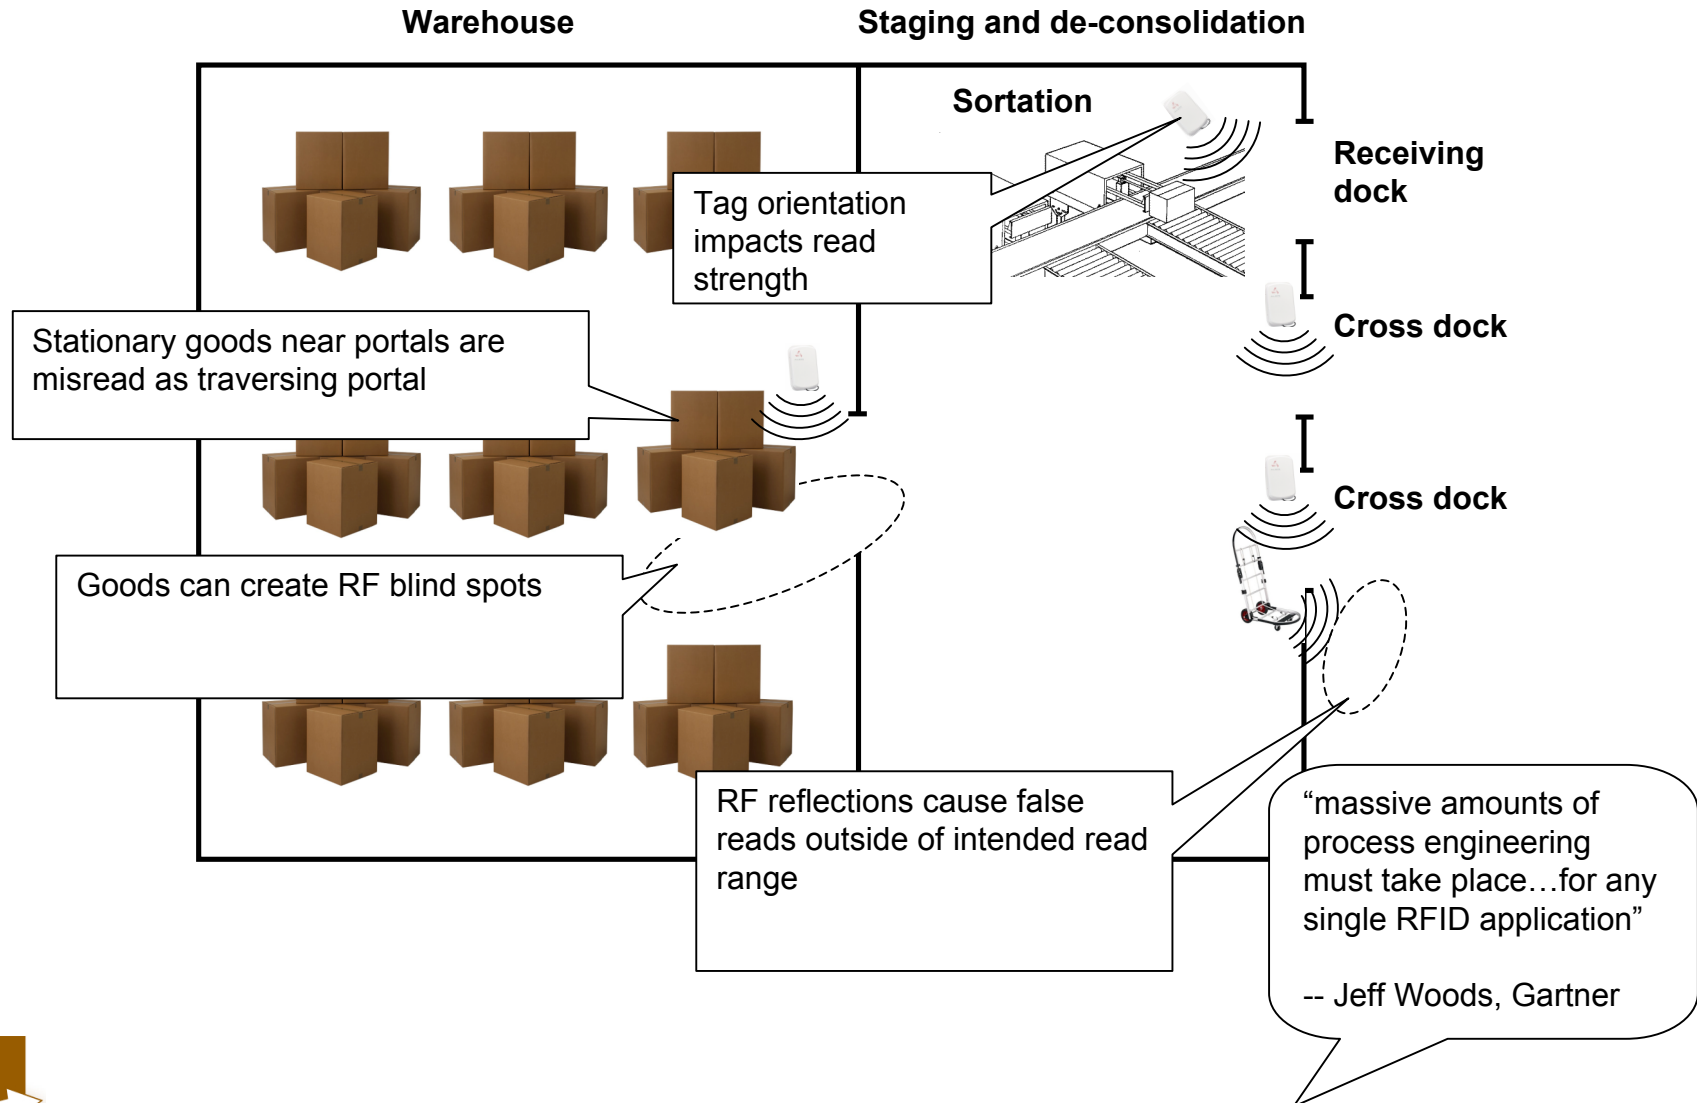 Warehouse
Staging and de-consolidation
Sortation
Receiving
dock
Tag orientation
impacts read
strength
Cross dock
Stationary goods near portals are
misread as traversing portal
Cross dock
Goods can create RF blind spots
RF reflections cause false
reads outside of intended read
range
“massive amounts of
process engineering
must take place…for any
single RFID application”
-- Jeff Woods, Gartner